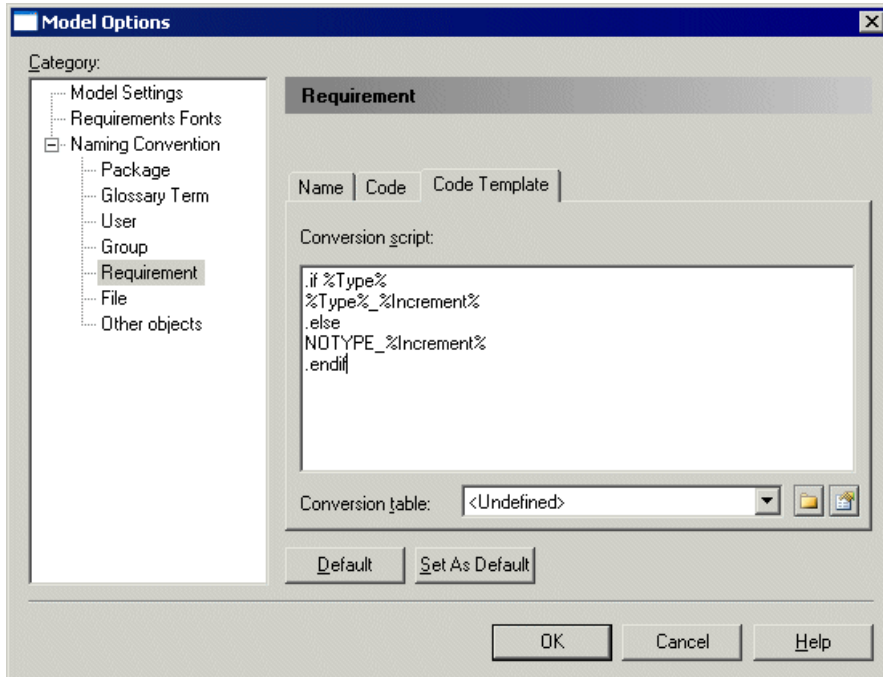 Model Options
Category:
Model Settings
Requirements Fonts
Naming Convention
Package
Glossary Term
User
Group
Requirement
File
Other objects
Requirement
Name Code Code Template
Conversion script:
.if %Type%
%Type%_%Increment%
.else
NOTYPE_%Increment%
.endif
Conversion table: <Undefined>
Default Set As Default
OK Cancel Help